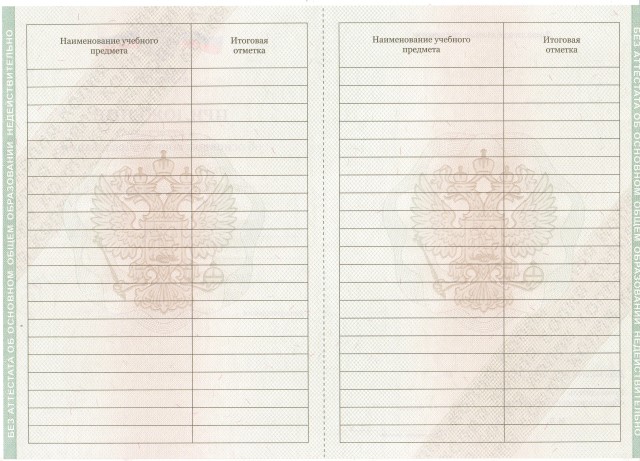 БЕЗ АТТЕСТАТА ОБ ОСНОВНОМ ОБЩЕМ ОБРАЗОВАНИИ НЕДЕЙСТВИТЕЛЬНО
Наименование учебного
предмета
Итоговая
отметка
Наименование учебного
предмета
Итоговая
отметка
БЕЗ АТТЕСТАТА ОБ ОСНОВНОМ ОБЩЕМ ОБРАЗОВАНИИ НЕДЕЙСТВИТЕЛЬНО